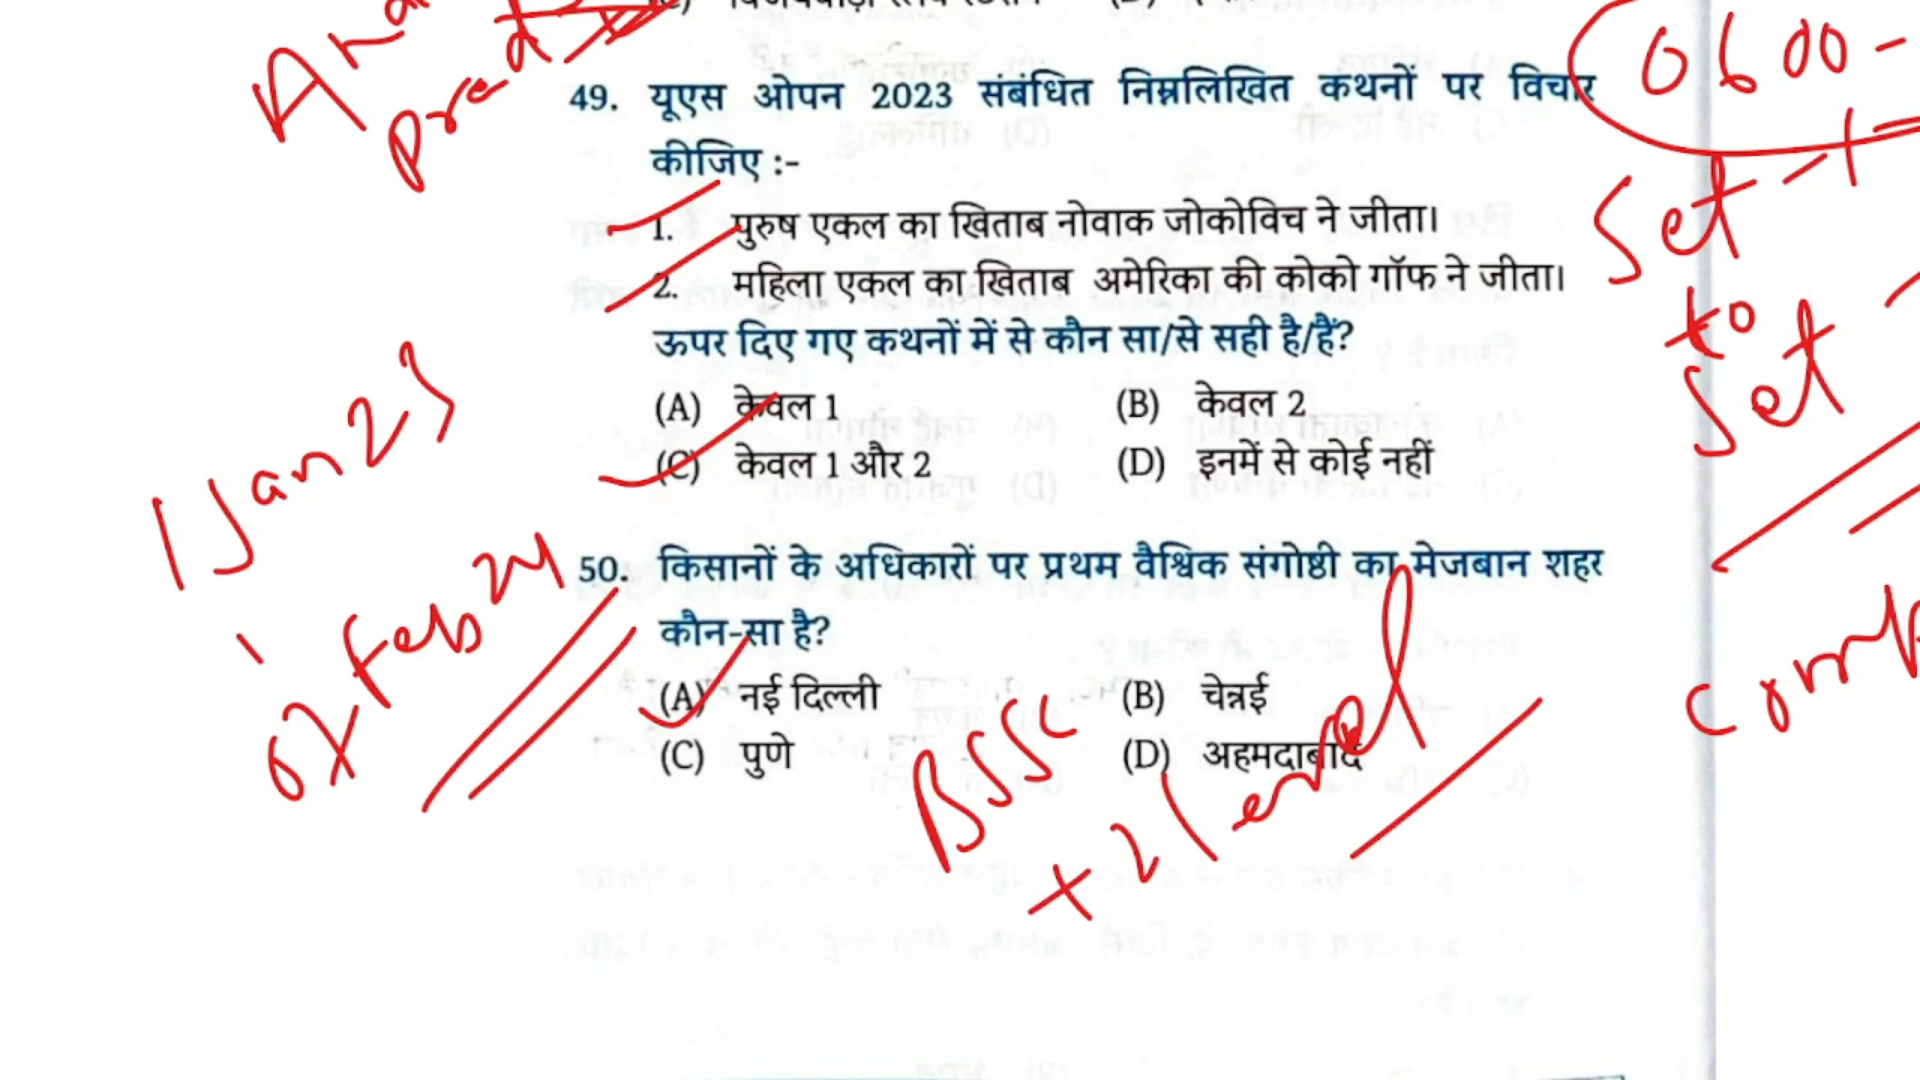 49. यूएस ओपन 2023 संबंधित निम्नलिखित कथनों पर विचार
कीजिए :-
1. पुरुष एकल का खिताब नोवाक जोकोविच ने जीता।
2. महिला एकल का खिताब अमेरिका की कोको गॉफ ने जीता।
ऊपर दिए गए कथनों में से कौन सा/से सही है/हैं?
(A) केवल 1 (B) केवल 2
(C) केवल 1 और 2 (D) इनमें से कोई नहीं
50. किसानों के अधिकारों पर प्रथम वैश्विक संगोष्ठी का मेजबान शहर
कौन-सा है?
(A) नई दिल्ली (B) चेन्नई
(C) पुणे (D) अहमदाबाद
0600-
Set -1
to
Set
1 Jan 23
Feb 24
BSSC
+2 level